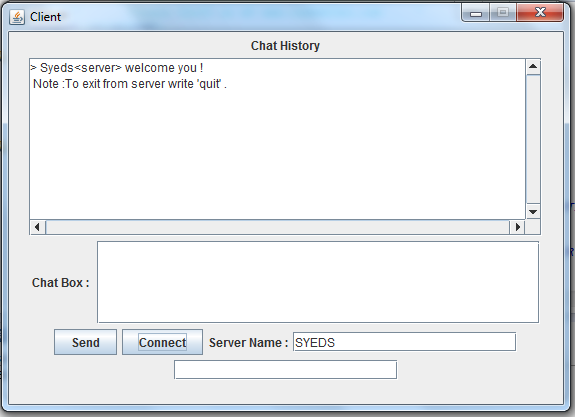 Client
Chat History
> Syeds<server> welcome you !
Note :To exit from server write 'quit' .
Chat Box :
Send Connect Server Name : SYEDS